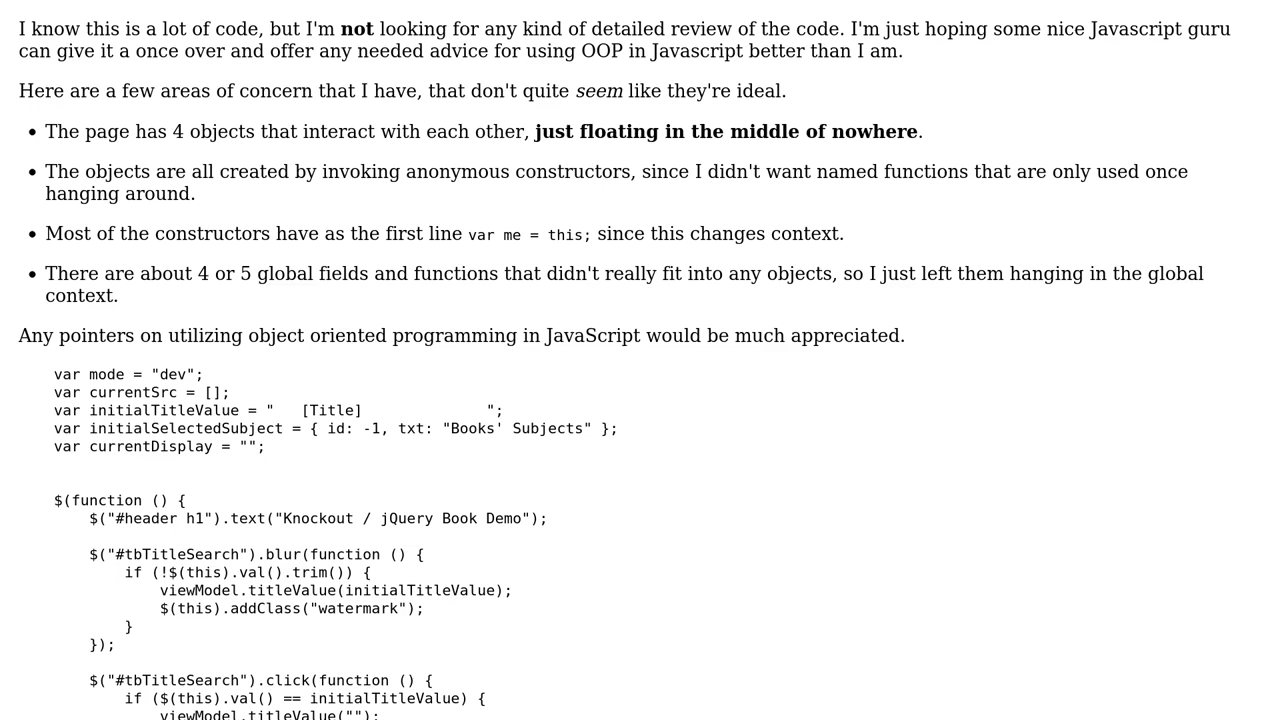 I know this is a lot of code, but I'm not looking for any kind of detailed review of the code. I'm just hoping some nice Javascript guru
can give it a once over and offer any needed advice for using OOP in Javascript better than I am.
Here are a few areas of concern that I have, that don't quite seem like they're ideal.
• The page has 4 objects that interact with each other, just floating in the middle of nowhere.
• The objects are all created by invoking anonymous constructors, since I didn't want named functions that are only used once
hanging around.
• Most of the constructors have as the first line var me = this; since this changes context.
• There are about 4 or 5 global fields and functions that didn't really fit into any objects, so I just left them hanging in the global
context.
Any pointers on utilizing object oriented programming in JavaScript would be much appreciated.
var mode = "dev";
var currentSrc = [];
var initialTitleValue = "   [Title]              ";
var initialSelectedSubject = { id: -1, txt: "Books' Subjects" };
var currentDisplay = "";
$(function () {
    $("#header h1").text("Knockout / jQuery Book Demo");
    $("#tbTitleSearch").blur(function () {
        if (!$(this).val().trim()) {
            viewModel.titleValue(initialTitleValue);
            $(this).addClass("watermark");
        }
    });
    $("#tbTitleSearch").click(function () {
        if ($(this).val() == initialTitleValue) {
            viewModel.titleValue("");